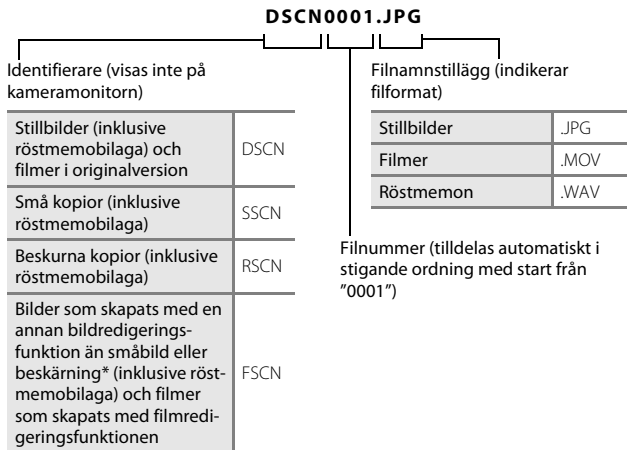 DSCN0001.JPG
Identifierare (visas inte på
kameramonitorn)
Stillbilder (inklusive
röstmemobilaga) och
filmer i originalversion
DSCN
Små kopior (inklusive
röstmemobilaga)
SSCN
Beskurna kopior (inklusive
röstmemobilaga)
RSCN
Bilder som skapats med en
annan bildredigerings-
funktion än småbild eller
beskärning* (inklusive röst-
memobilaga) och filmer
som skapats med filmredi-
geringsfunktionen
FSCN
Filnamnstillägg (indikerar
filformat)
Stillbilder
.JPG
Filmer
.MOV
Röstmemon
.WAV
Filnummer (tilldelas automatiskt i
stigande ordning med start från
"0001")